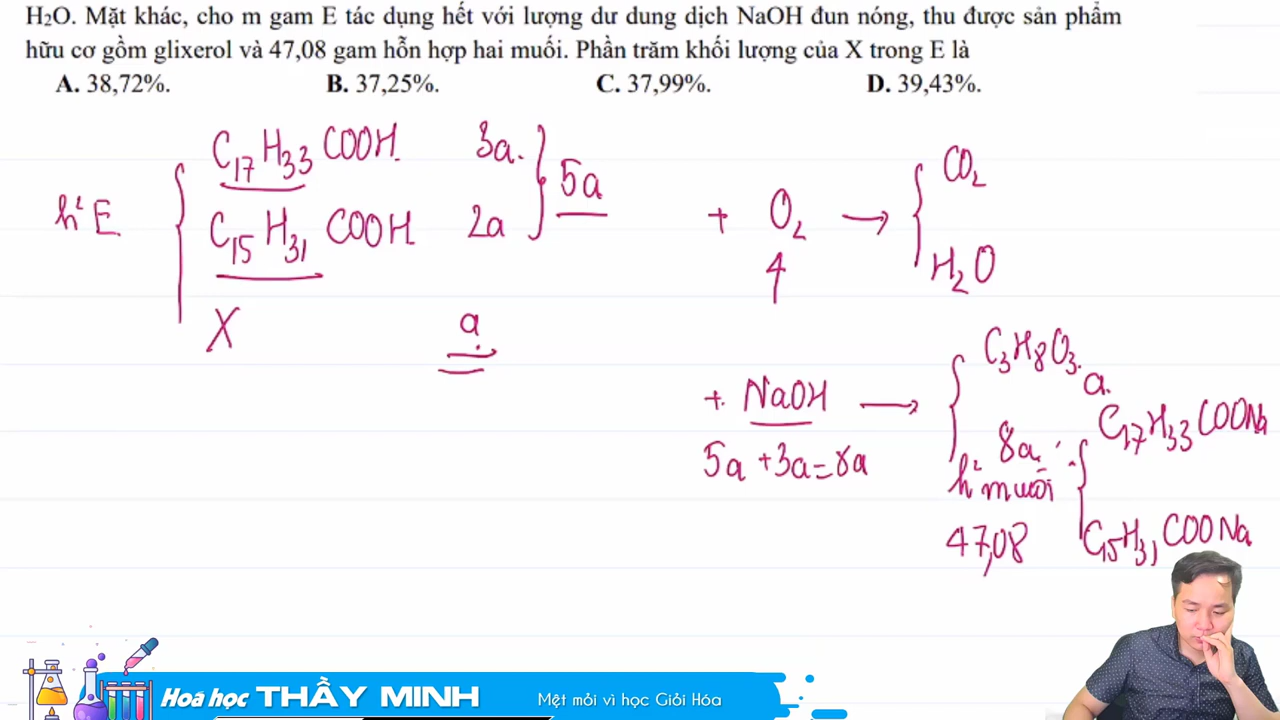 H₂O. Mặt khác, cho m gam E tác dụng hết với lượng dư dung dịch NaOH đun nóng, thu được sản phẩm
hữu cơ gồm glixerol và 47,08 gam hỗn hợp hai muối. Phần trăm khối lượng của X trong E là
A. 38,72%. B. 37,25%. C. 37,99%. D. 39,43%.
C₁₇H₃₃COOH 3a. } 5a
h² E { C₁₅H₃₁COOH 2a + O₂ → { CO₂
4 H₂O
X a
C₃H₈O₃. a.
+ NaOH → { C₁₇H₃₃COONa
5a + 3a = 8a 8a.
h² muối {
47,08 C₁₅H₃₁COONa
Hoá học THẦY MINH Mệt mỏi vì học Giỏi Hóa